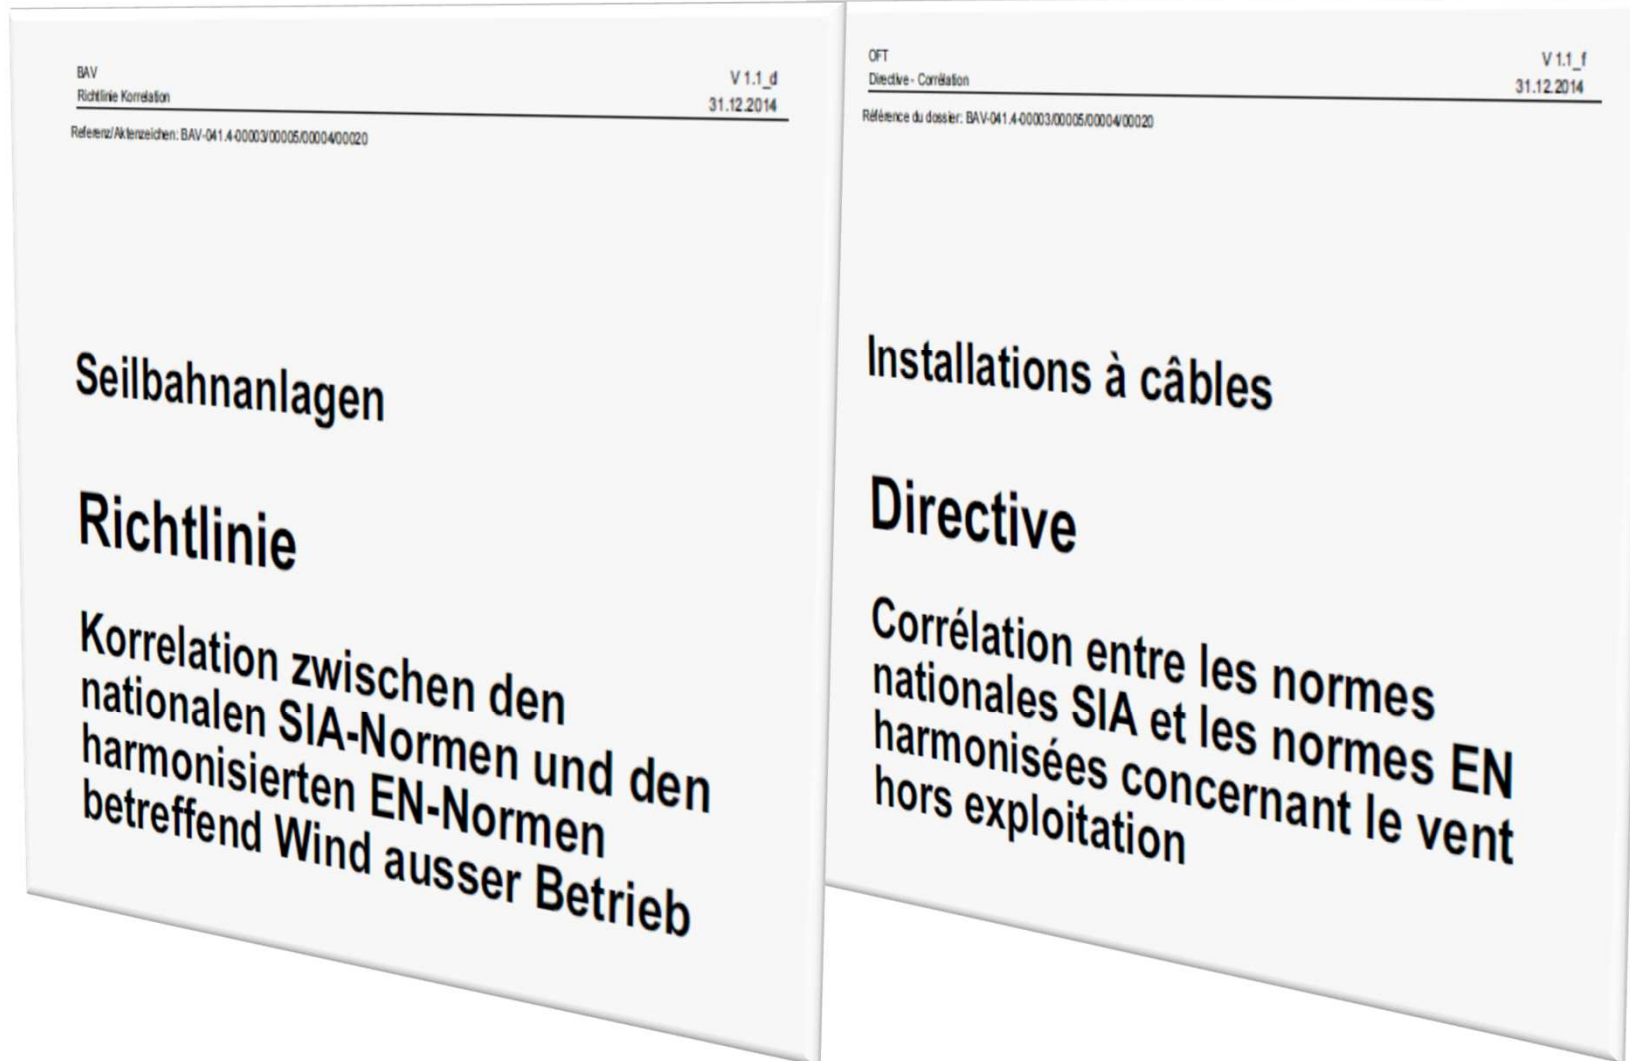 BAV
Richtlinie Korrelation
V 1.1_d
31.12.2014
Referenz/Aktenzeichen: BAV-041.4-00003/00005/00004/00020
Seilbahnanlagen
Richtlinie
Korrelation zwischen den
nationalen SIA-Normen und den
harmonisierten EN-Normen
betreffend Wind ausser Betrieb
OFT
Directive - Corrélation
V 1.1_f
31.12.2014
Référence du dossier: BAV-041.4-00003/00005/00004/00020
Installations à câbles
Directive
Corrélation entre les normes
nationales SIA et les normes EN
harmonisées concernant le vent
hors exploitation